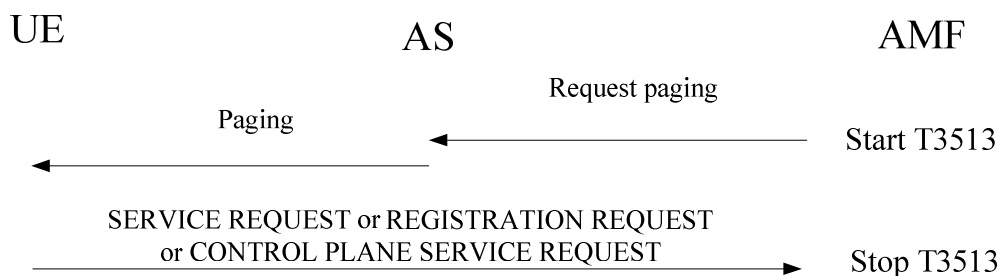 UE
AS
AMF
Request paging
Paging
Start T3513
SERVICE REQUEST or REGISTRATION REQUEST
or CONTROL PLANE SERVICE REQUEST
Stop T3513